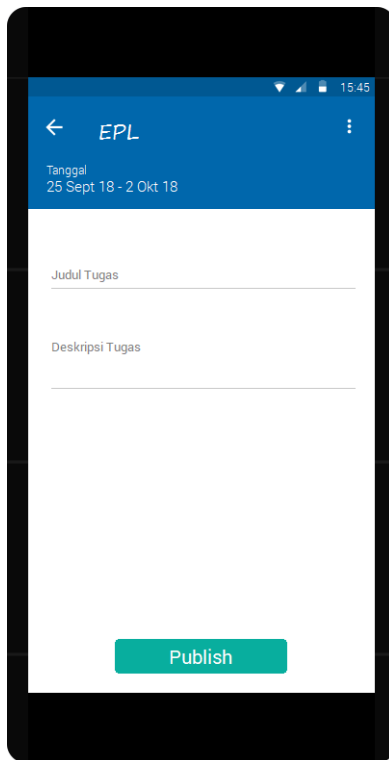 15:45
EPL
Tanggal
25 Sept 18 - 2 Okt 18
Judul Tugas
Deskripsi Tugas
Publish